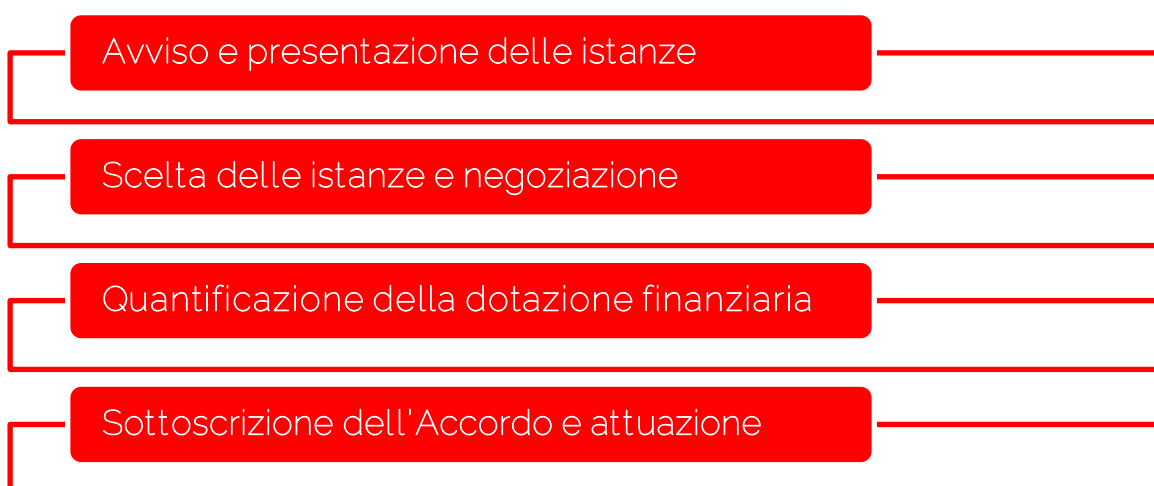 Avviso e presentazione delle istanze
Scelta delle istanze e negoziazione
Quantificazione della dotazione finanziaria
Sottoscrizione dell'Accordo e attuazione